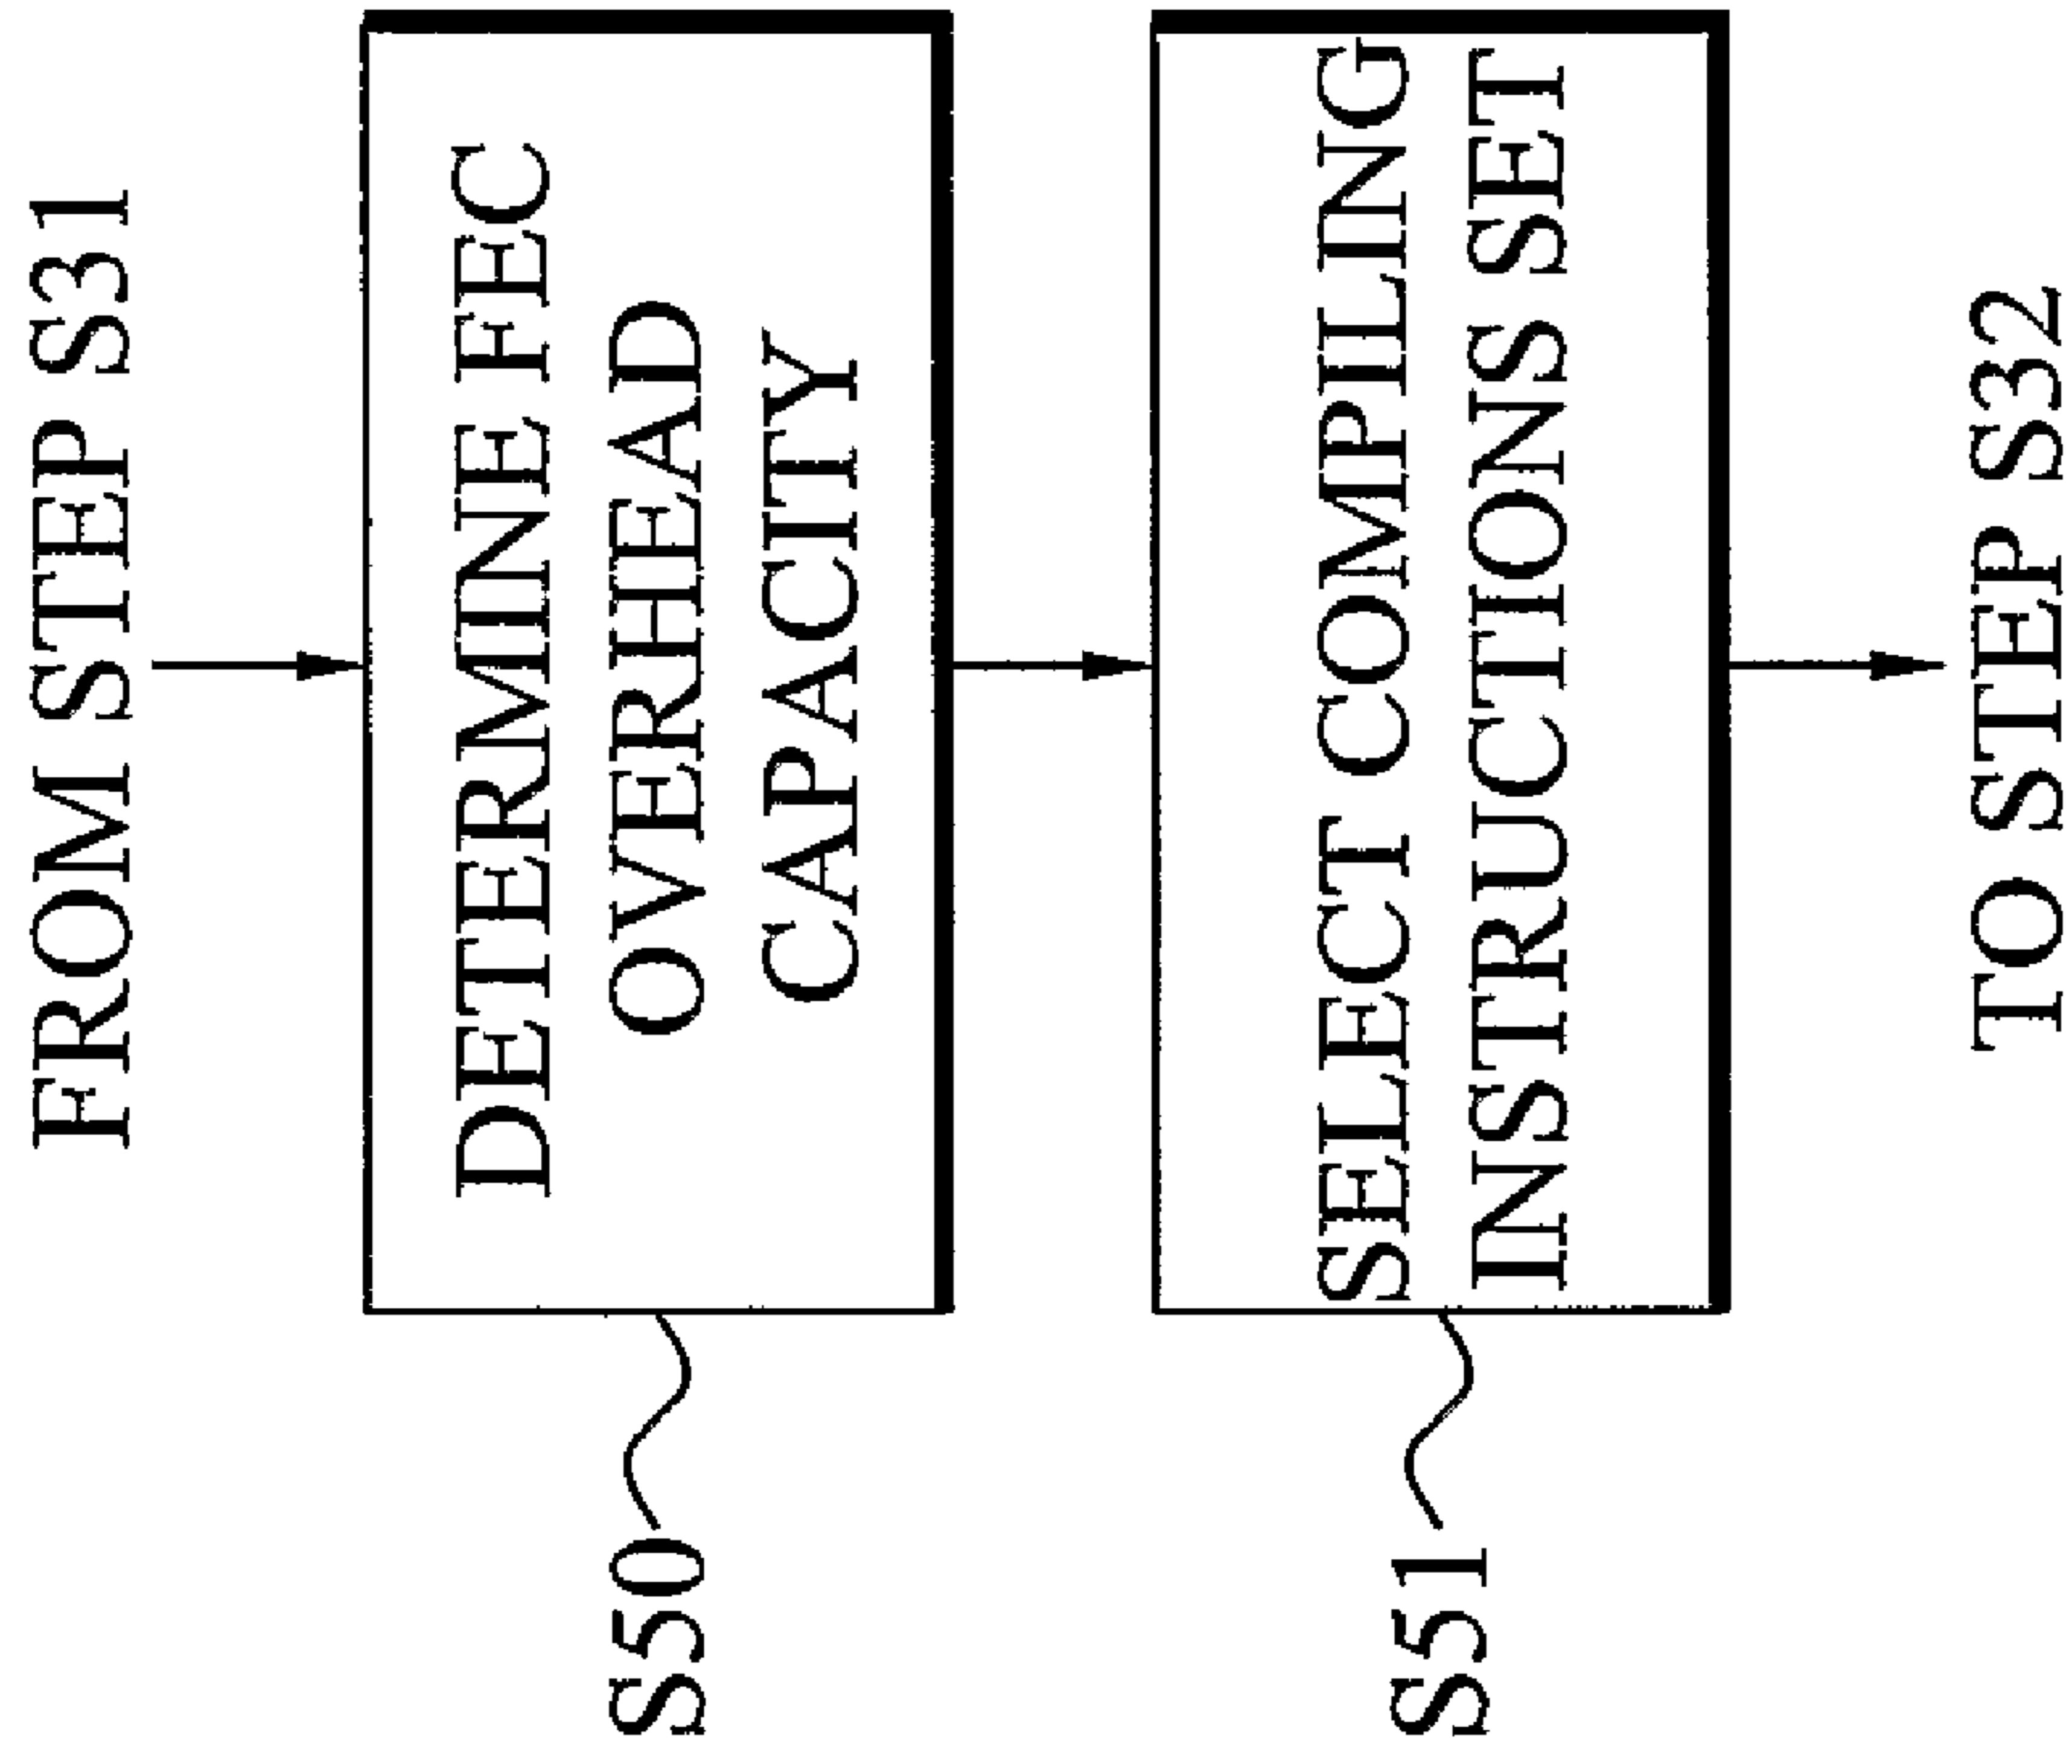 FROM STEP S31
DETERMINE FEC
OVERHEAD
CAPACITY
S50
SELECT COMPILING
INSTRUCTIONS SET
S51
TO STEP S32